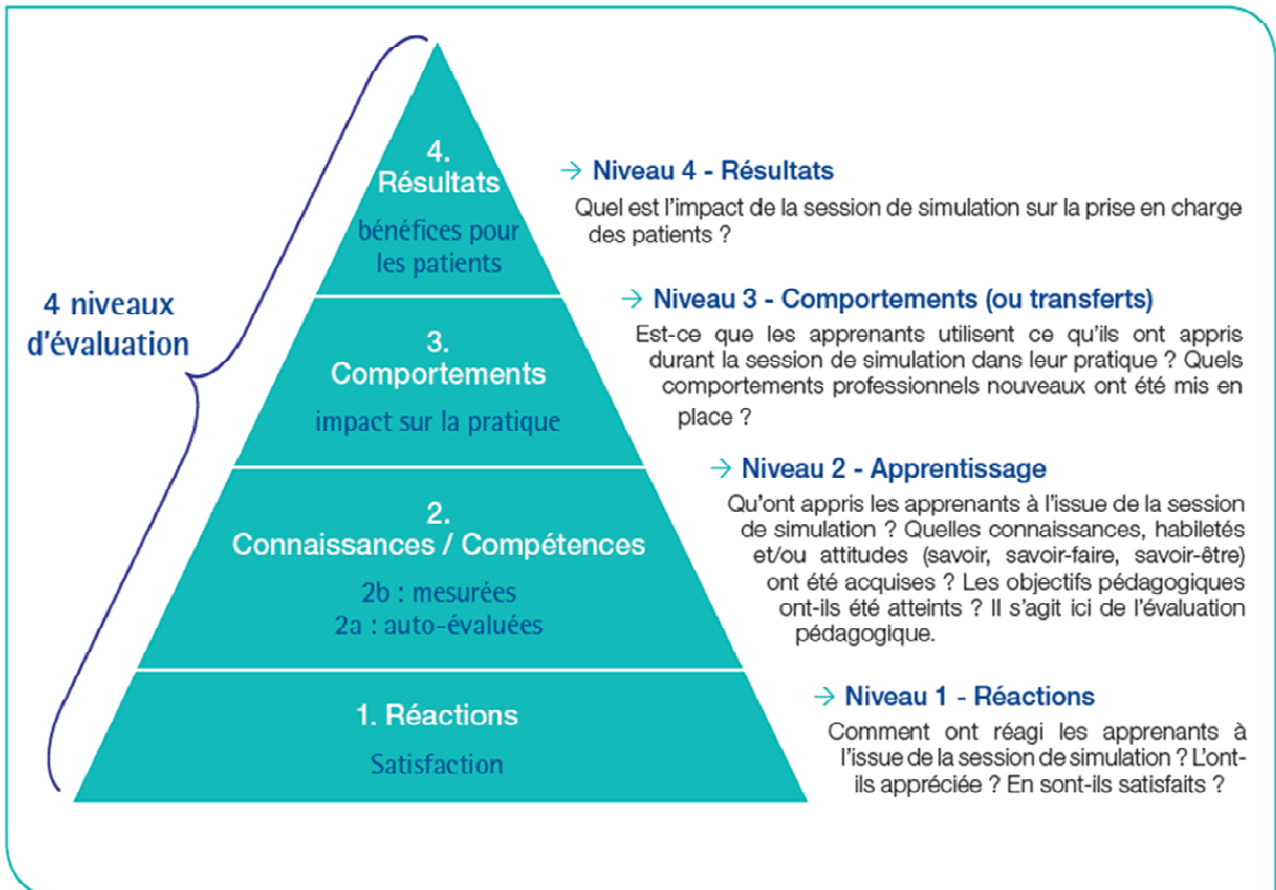 4 niveaux
d'évaluation
4.
Résultats
bénéfices pour
les patients
3.
Comportements
impact sur la pratique
2.
Connaissances / Compétences
2b : mesurées
2a : auto-évaluées
1. Réactions
Satisfaction
→ Niveau 4 - Résultats
Quel est l'impact de la session de simulation sur la prise en charge
des patients ?
→ Niveau 3 - Comportements (ou transferts)
Est-ce que les apprenants utilisent ce qu'ils ont appris
durant la session de simulation dans leur pratique ? Quels
comportements professionnels nouveaux ont été mis en
place ?
→ Niveau 2 - Apprentissage
Qu'ont appris les apprenants à l'issue de la session
de simulation ? Quelles connaissances, habiletés
et/ou attitudes (savoir, savoir-faire, savoir-être)
ont été acquises ? Les objectifs pédagogiques
ont-ils été atteints ? Il s'agit ici de l'évaluation
pédagogique.
→ Niveau 1 - Réactions
Comment ont réagi les apprenants à
l'issue de la session de simulation ? L'ont-
ils appréciée ? En sont-ils satisfaits ?